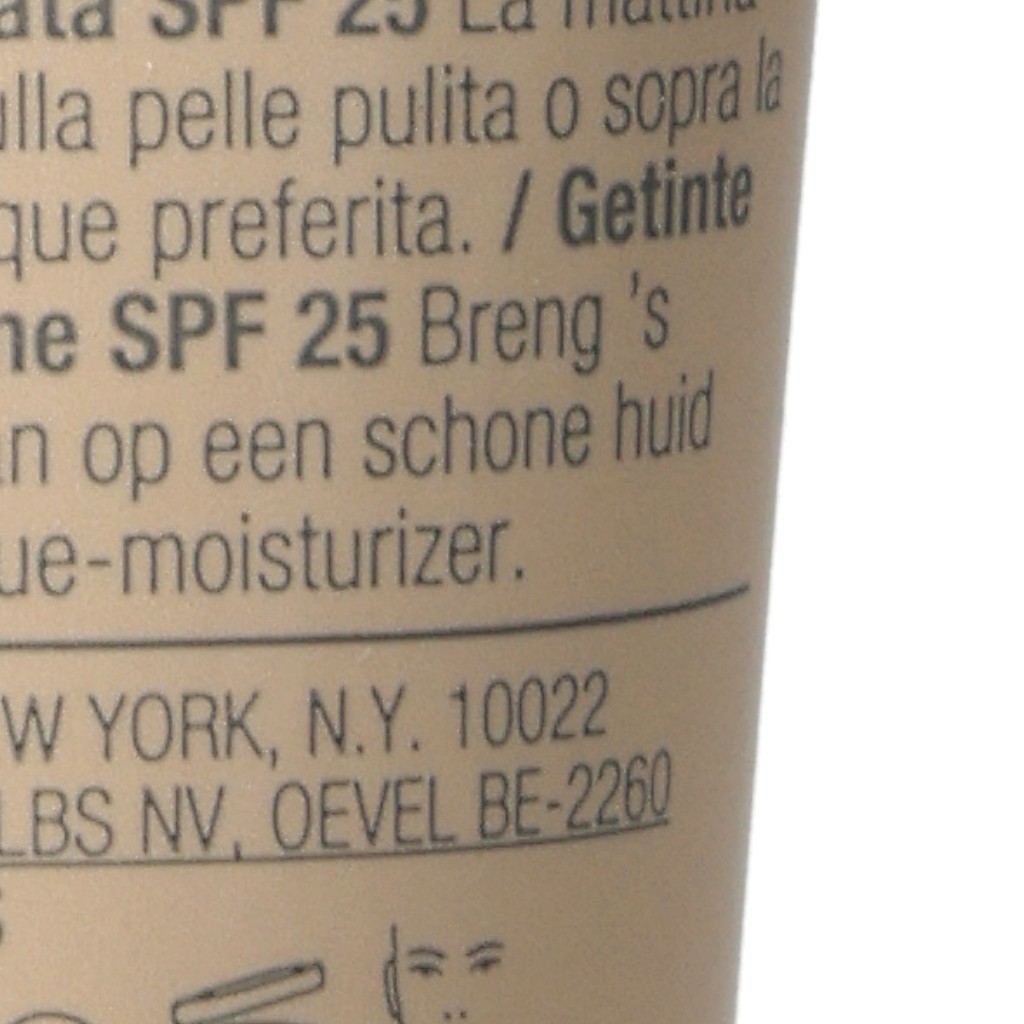 ata SPF 25 La mattina
ulla pelle pulita o sopra la
que preferita. / Getinte
ne SPF 25 Breng 's
an op een schone huid
ue-moisturizer.
W YORK, N.Y. 10022
LBS NV, OEVEL BE-2260